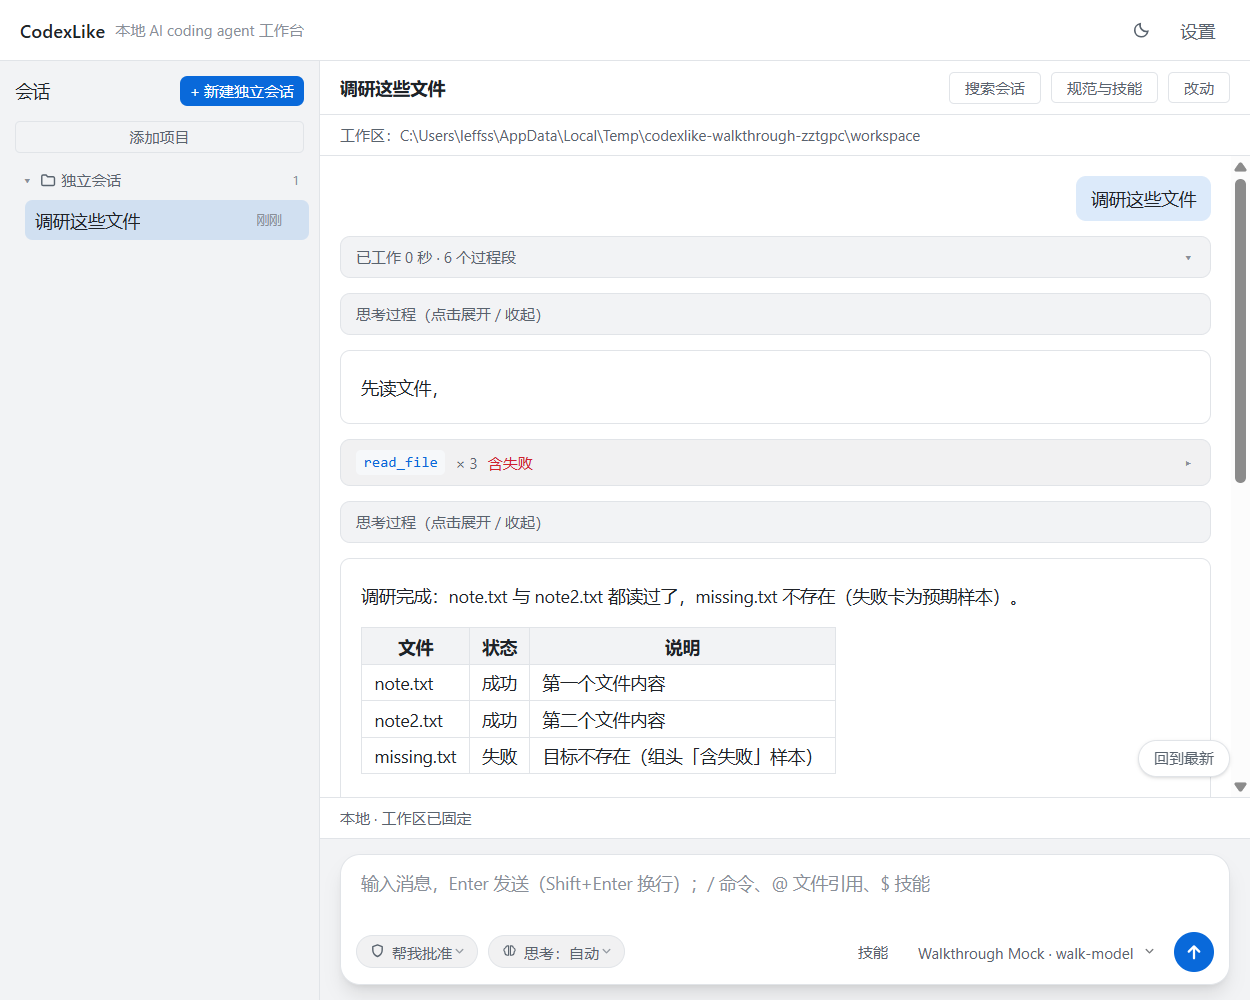 CodexLike 本地 AI coding agent 工作台
设置
会话
+ 新建独立会话
添加项目
独立会话 1
调研这些文件 刚刚
调研这些文件
搜索会话
规范与技能
改动
工作区：C:\Users\leffss\AppData\Local\Temp\codexlike-walkthrough-zztgpc\workspace
调研这些文件
已工作 0 秒 · 6 个过程段
思考过程（点击展开 / 收起）
先读文件，
read_file × 3 含失败
思考过程（点击展开 / 收起）
调研完成：note.txt 与 note2.txt 都读过了，missing.txt 不存在（失败卡为预期样本）。
文件 状态 说明
note.txt 成功 第一个文件内容
note2.txt 成功 第二个文件内容
missing.txt 失败 目标不存在（组头「含失败」样本）
回到最新
本地 · 工作区已固定
输入消息，Enter 发送（Shift+Enter 换行）；/ 命令、@ 文件引用、$ 技能
帮我批准
思考：自动
技能
Walkthrough Mock · walk-model